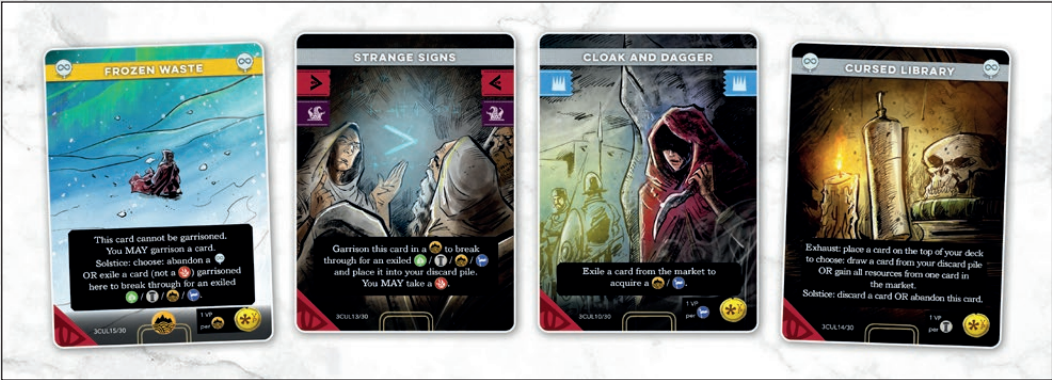 FROZEN WASTE
This card cannot be garrisoned.
You MAY garrison a card.
Solstice: choose: abandon a
OR exile a card (not a ) garrisoned
here to break through for an exiled
/ / / .
3CUL15/30
1 VP
per
STRANGE SIGNS
Garrison this card in a to break
through for an exiled / / /
and place it into your discard pile.
You MAY take a .
3CUL13/30
CLOAK AND DAGGER
Exile a card from the market to
acquire a / .
3CUL10/30
1 VP
per
CURSED LIBRARY
Exhaust: place a card on the top of your deck
to choose: draw a card from your discard pile
OR gain all resources from one card in
the market.
Solstice: discard a card OR abandon this card.
3CUL14/30
1 VP
per